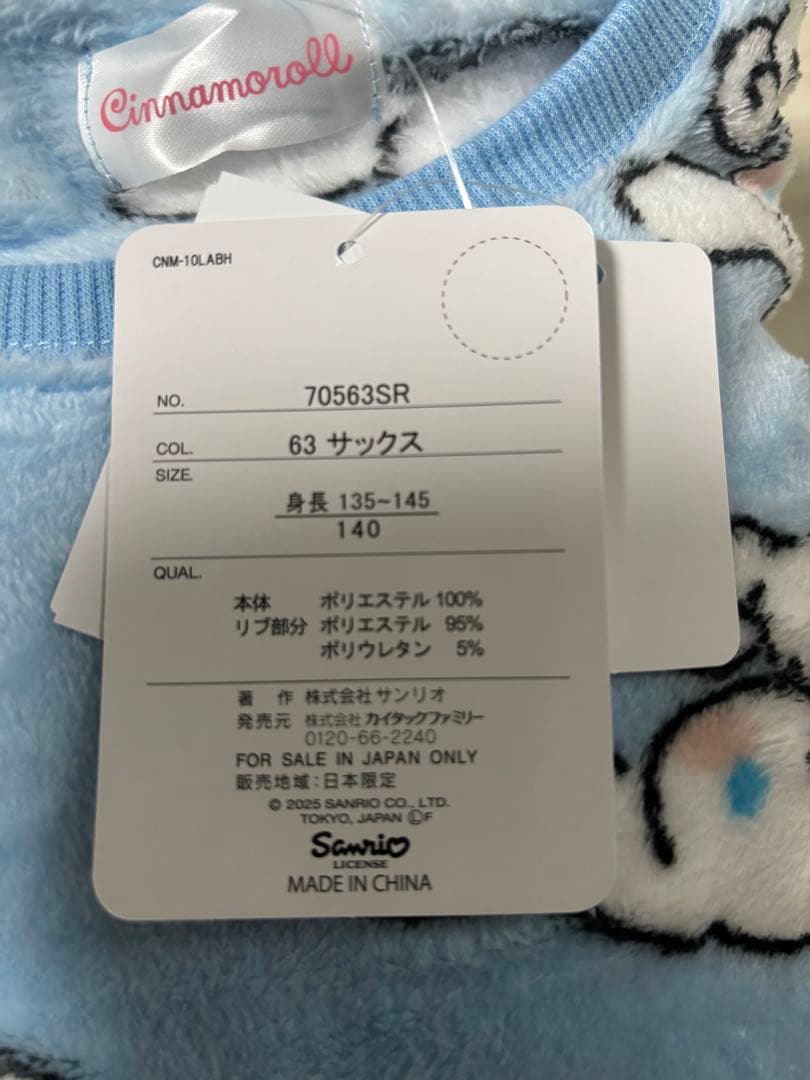 Cinnamoroll
CNM-10LABH
NO. 70563SR
COL. 63 サックス
SIZE.
身長 135~145
140
QUAL.
本体 ポリエステル 100%
リブ部分 ポリエステル 95%
ポリウレタン 5%
著 作 株式会社サンリオ
発売元 株式会社 カイタックファミリー
0120-66-2240
FOR SALE IN JAPAN ONLY
販売地域：日本限定
© 2025 SANRIO CO., LTD.
TOKYO, JAPAN Ⓛ F
Sanrio
LICENSE
MADE IN CHINA